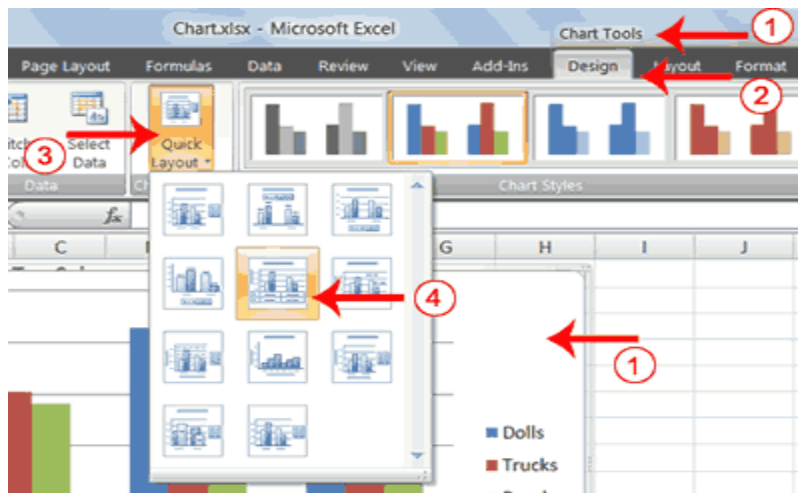 Chart.xlsx - Microsoft Excel
Chart Tools
1
Page Layout Formulas Data Review View Add-Ins Design Format
2
3
Select
Data
Quick
Layout
Data
Chart Styles
fx
C G H I J
4
1
Dolls
Trucks